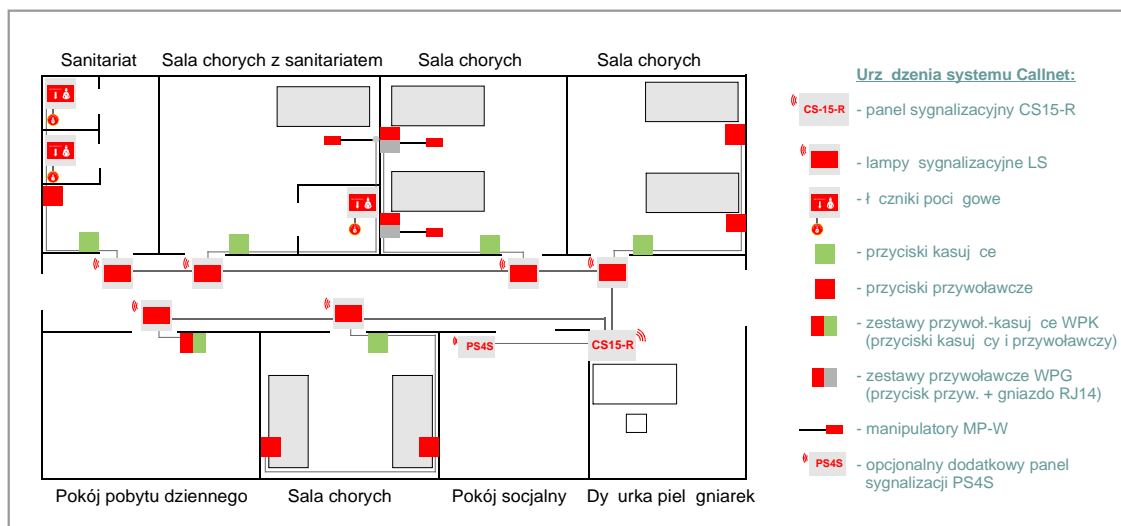 Sanitariat
Sala chorych z sanitariatem
Sala chorych
Sala chorych
Urz dzenia systemu Callnet:
CS-15-R
- panel sygnalizacyjny CS15-R
- lampy sygnalizacyjne LS
- ł czniki poci gowe
- przyciski kasuj ce
- przyciski przywoławcze
- zestawy przywoł.-kasuj ce WPK
(przyciski kasuj cy i przywoławczy)
- zestawy przywoławcze WPG
(przycisk przyw. + gniazdo RJ14)
- manipulatory MP-W
PS4S
- opcjonalny dodatkowy panel
sygnalizacji PS4S
PS4S
CS15-R
Pokój pobytu dziennego
Sala chorych
Pokój socjalny
Dy urka piel gniarek